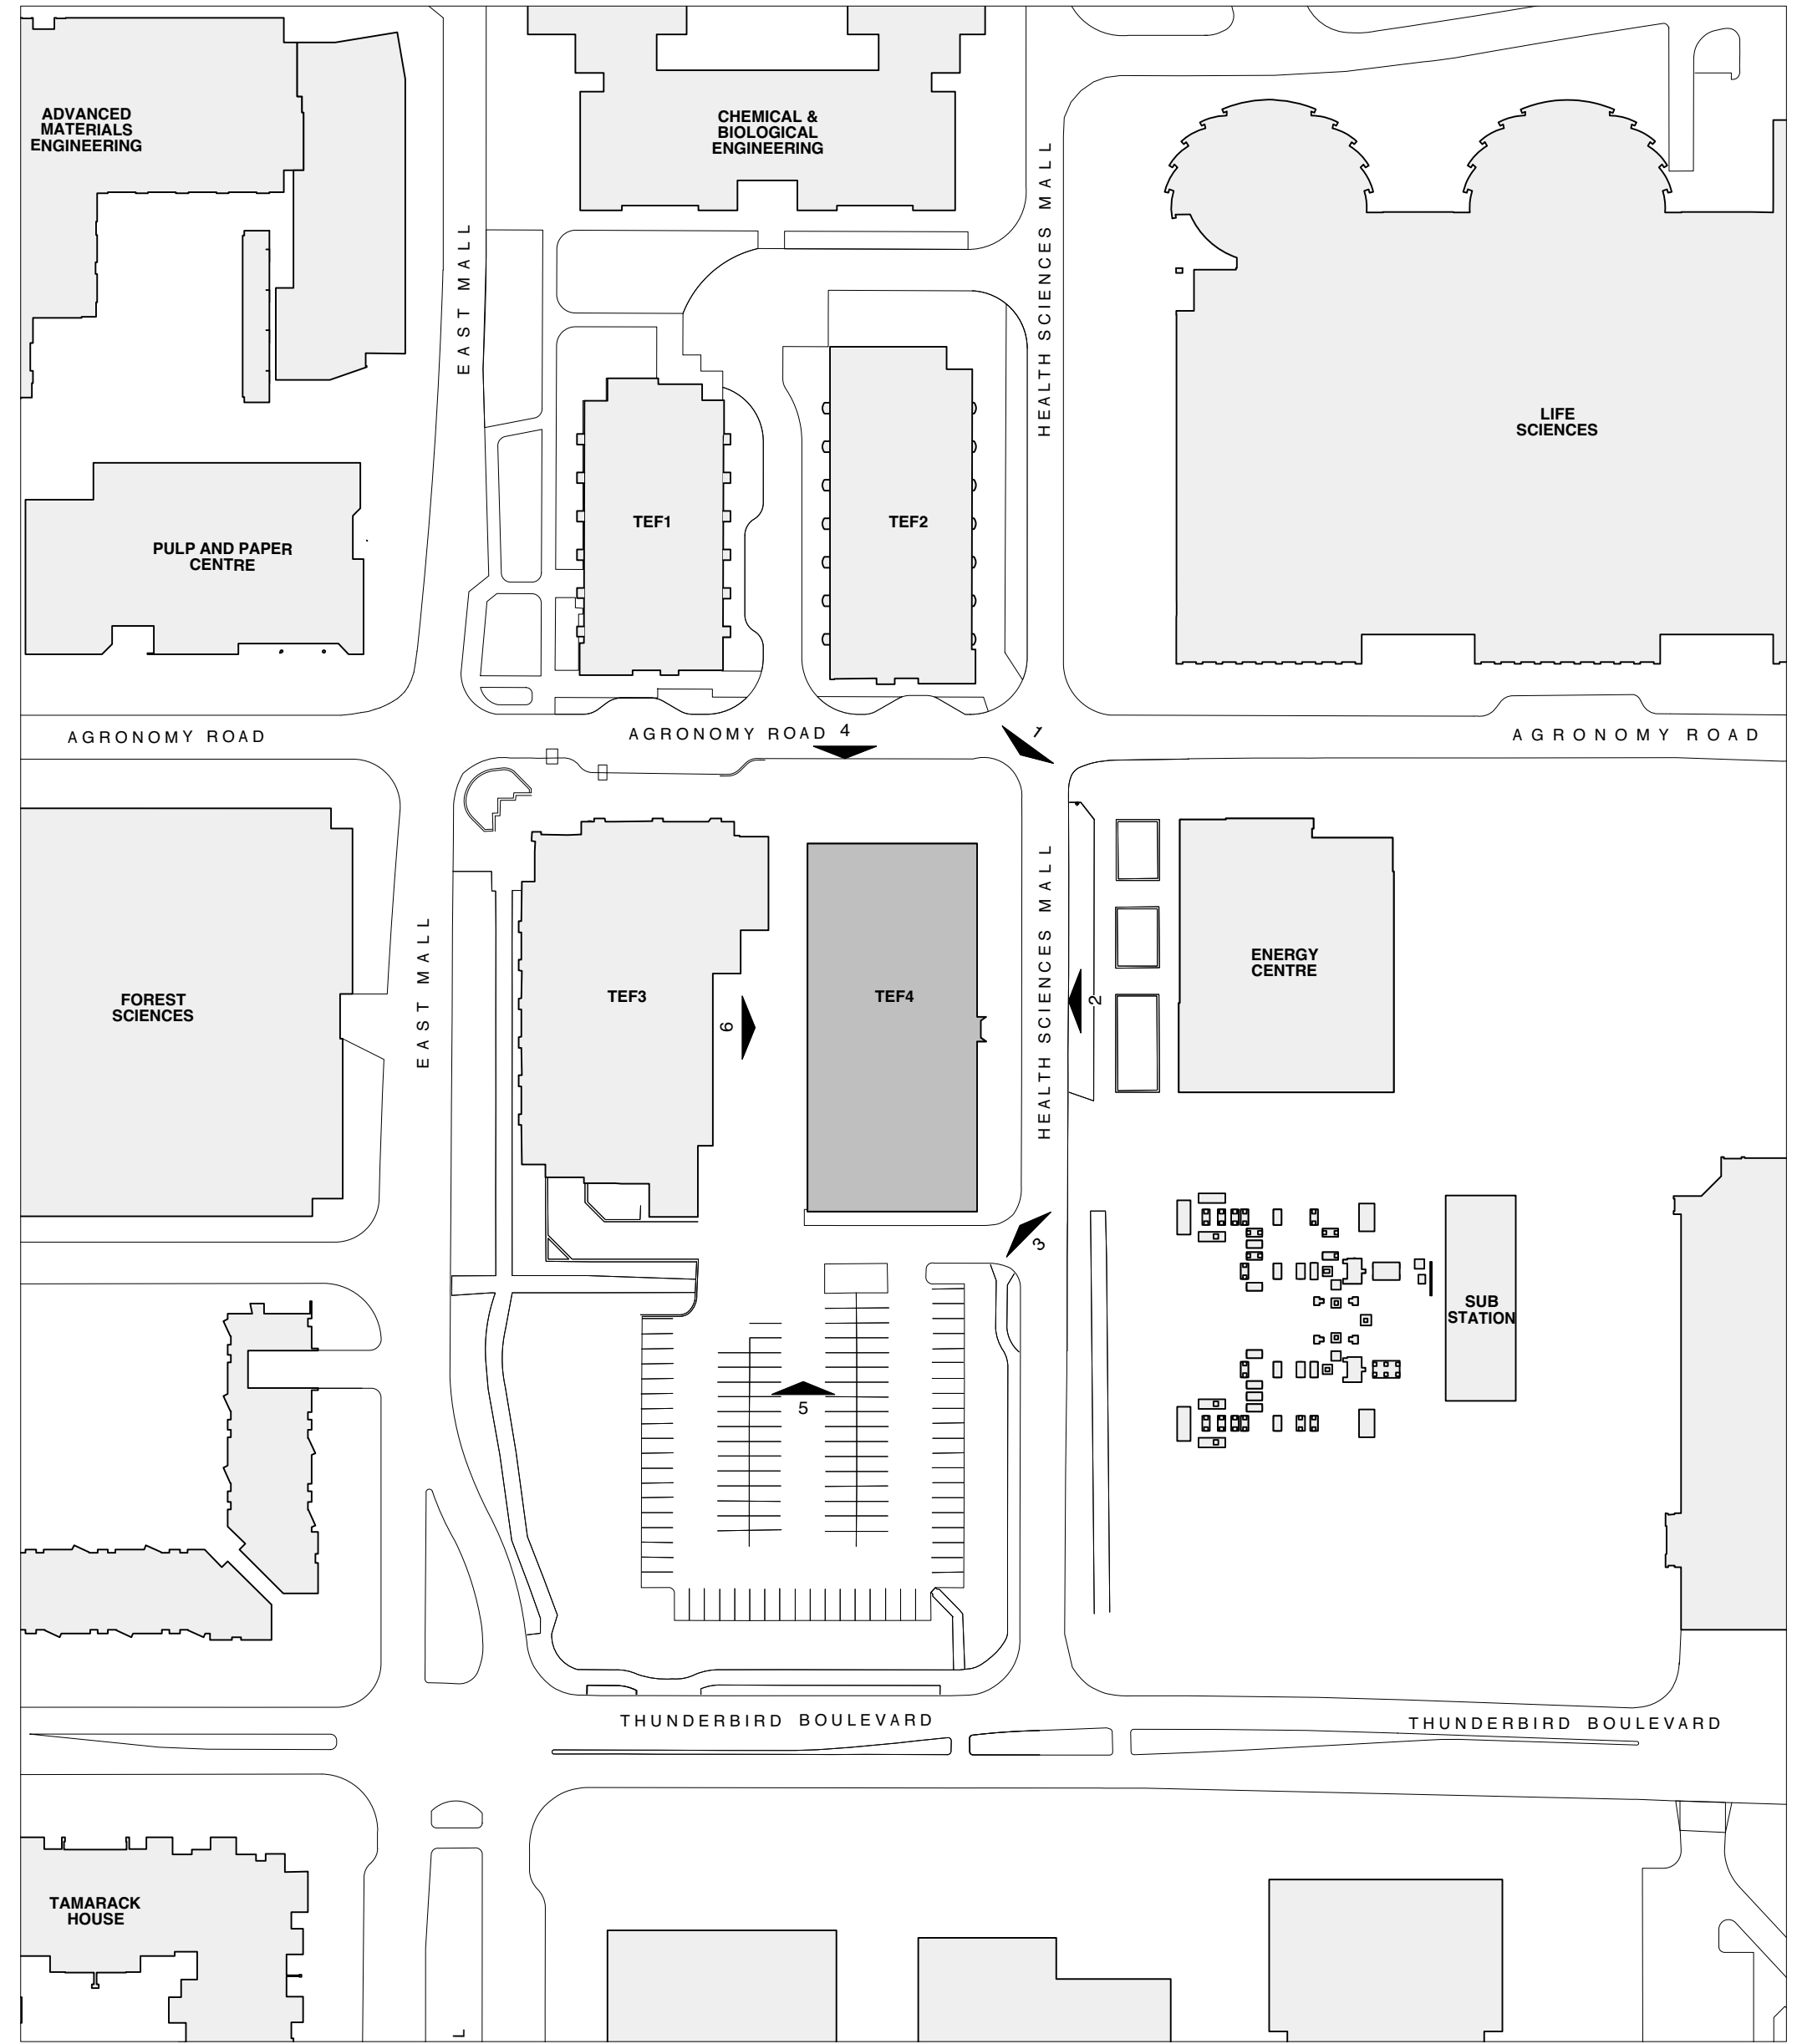 ADVANCED
MATERIALS
ENGINEERING
CHEMICAL &
BIOLOGICAL
ENGINEERING
EAST MALL
HEALTH SCIENCES MALL
LIFE
SCIENCES
TEF1
TEF2
PULP AND PAPER
CENTRE
AGRONOMY ROAD
AGRONOMY ROAD
4
1
AGRONOMY ROAD
FOREST
SCIENCES
EAST MALL
TEF3
6
TEF4
HEALTH SCIENCES MALL
2
ENERGY
CENTRE
3
SUB
STATION
5
THUNDERBIRD BOULEVARD
THUNDERBIRD BOULEVARD
TAMARACK
HOUSE
L